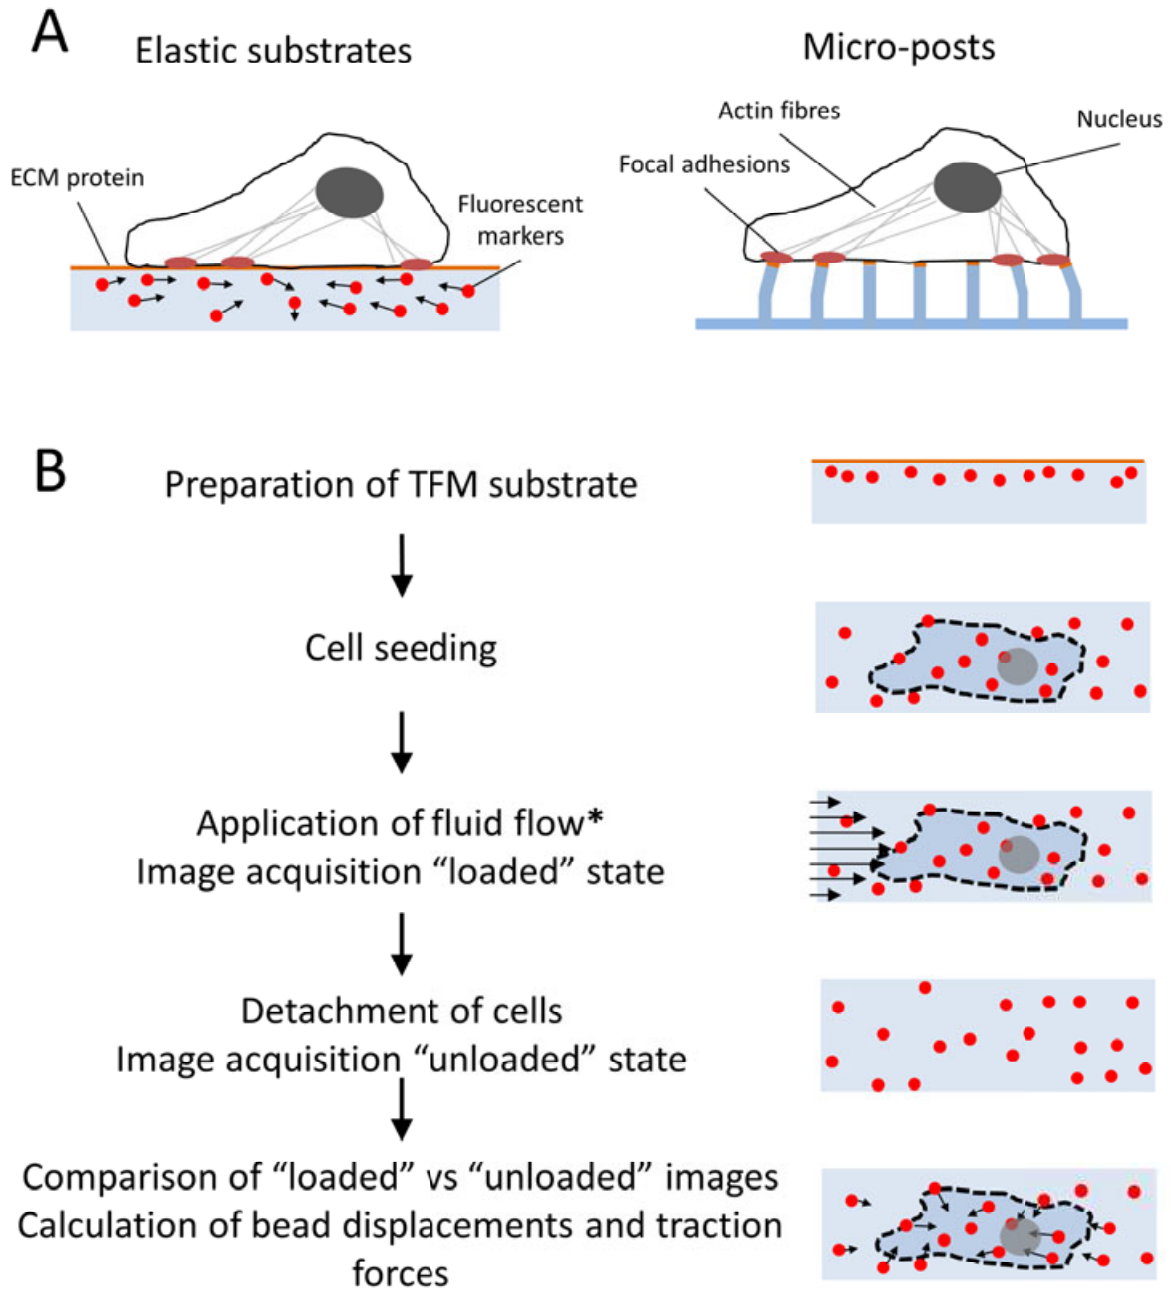 A
Elastic substrates
Micro-posts
Actin fibres
Nucleus
Focal adhesions
ECM protein
Fluorescent
markers
B
Preparation of TFM substrate
Cell seeding
Application of fluid flow*
Image acquisition “loaded” state
Detachment of cells
Image acquisition “unloaded” state
Comparison of “loaded” vs “unloaded” images
Calculation of bead displacements and traction
forces